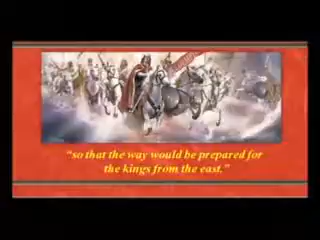 "so that the way would be prepared for
the kings from the east."